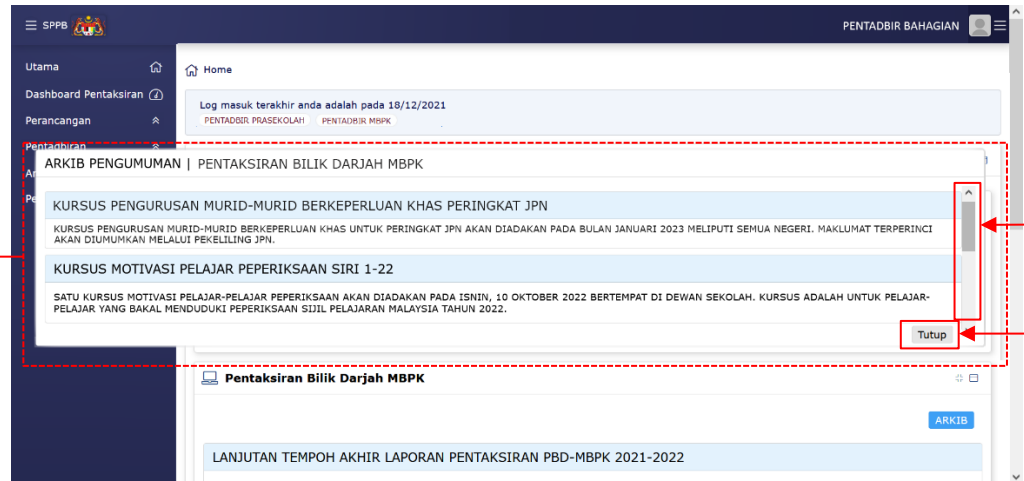 SPPB
PENTADBIR BAHAGIAN
Utama
Dashboard Pentaksiran
Perancangan
Pentadbiran
Home
Log masuk terakhir anda adalah pada 18/12/2021
PENTADBIR PRASEKOLAH PENTADBIR MBPK
ARKIB PENGUMUMAN | PENTAKSIRAN BILIK DARJAH MBPK
KURSUS PENGURUSAN MURID-MURID BERKEPERLUAN KHAS PERINGKAT JPN
KURSUS PENGURUSAN MURID-MURID BERKEPERLUAN KHAS UNTUK PERINGKAT JPN AKAN DIADAKAN PADA BULAN JANUARI 2023 MELIPUTI SEMUA NEGERI. MAKLUMAT TERPERINCI
AKAN DIUMUMKAN MELALUI PEKELILING JPN.
KURSUS MOTIVASI PELAJAR PEPERIKSAAN SIRI 1-22
SATU KURSUS MOTIVASI PELAJAR-PELAJAR PEPERIKSAAN AKAN DIADAKAN PADA ISNIN, 10 OKTOBER 2022 BERTEMPAT DI DEWAN SEKOLAH. KURSUS ADALAH UNTUK PELAJAR-
PELAJAR YANG BAKAL MENDUDUKI PEPERIKSAAN SIJIL PELAJARAN MALAYSIA TAHUN 2022.
Tutup
Pentaksiran Bilik Darjah MBPK
ARKIB
LANJUTAN TEMPOH AKHIR LAPORAN PENTAKSIRAN PBD-MBPK 2021-2022